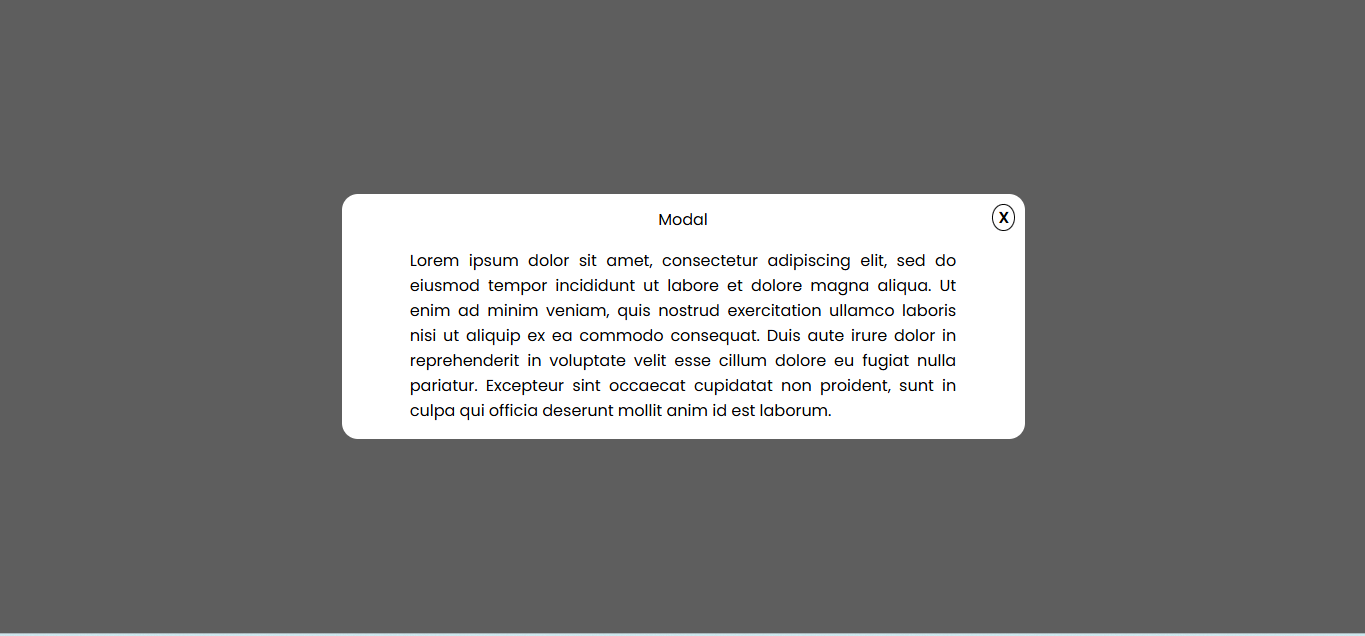 Modal
X
Lorem ipsum dolor sit amet, consectetur adipiscing elit, sed do
eiusmod tempor incididunt ut labore et dolore magna aliqua. Ut
enim ad minim veniam, quis nostrud exercitation ullamco laboris
nisi ut aliquip ex ea commodo consequat. Duis aute irure dolor in
reprehenderit in voluptate velit esse cillum dolore eu fugiat nulla
pariatur. Excepteur sint occaecat cupidatat non proident, sunt in
culpa qui officia deserunt mollit anim id est laborum.